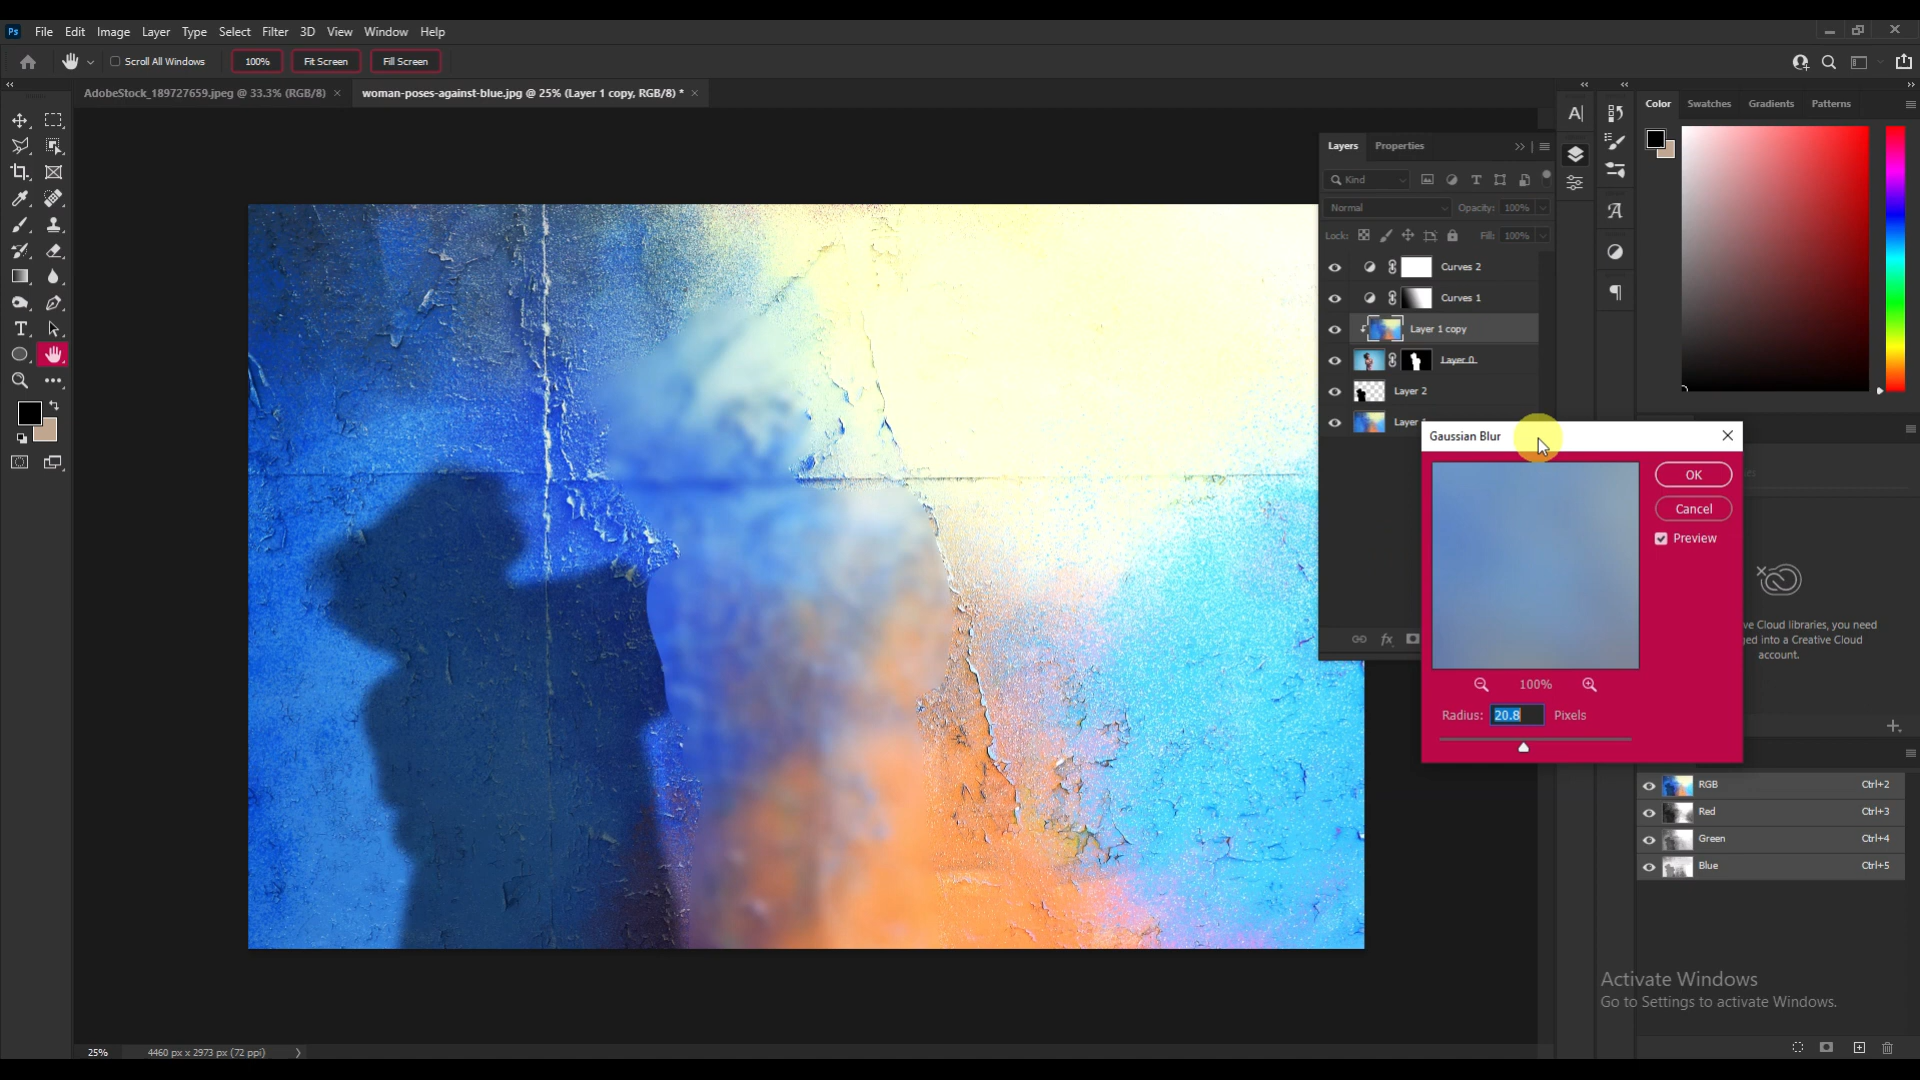 Ps File Edit Image Layer Type Select Filter 3D View Window Help
Scroll All Windows 100% Fit Screen Fill Screen
AdobeStock_189727659.jpeg @ 33.3% (RGB/8) × woman-poses-against-blue.jpg @ 25% (Layer 1 copy, RGB/8) * ×
Color Swatches Gradients Patterns
Layers Properties
Kind
Normal Opacity: 100%
Lock: Fill: 100%
Curves 2
Curves 1
Layer 1 copy
Layer 0
Layer 2
Gaussian Blur
OK
Cancel
Preview
100%
Radius: 20.8 Pixels
ve Cloud libraries, you need
ged into a Creative Cloud
account.
RGB Ctrl+2
Red Ctrl+3
Green Ctrl+4
Blue Ctrl+5
Activate Windows
Go to Settings to activate Windows.
25% 4460 px x 2973 px (72 ppi)